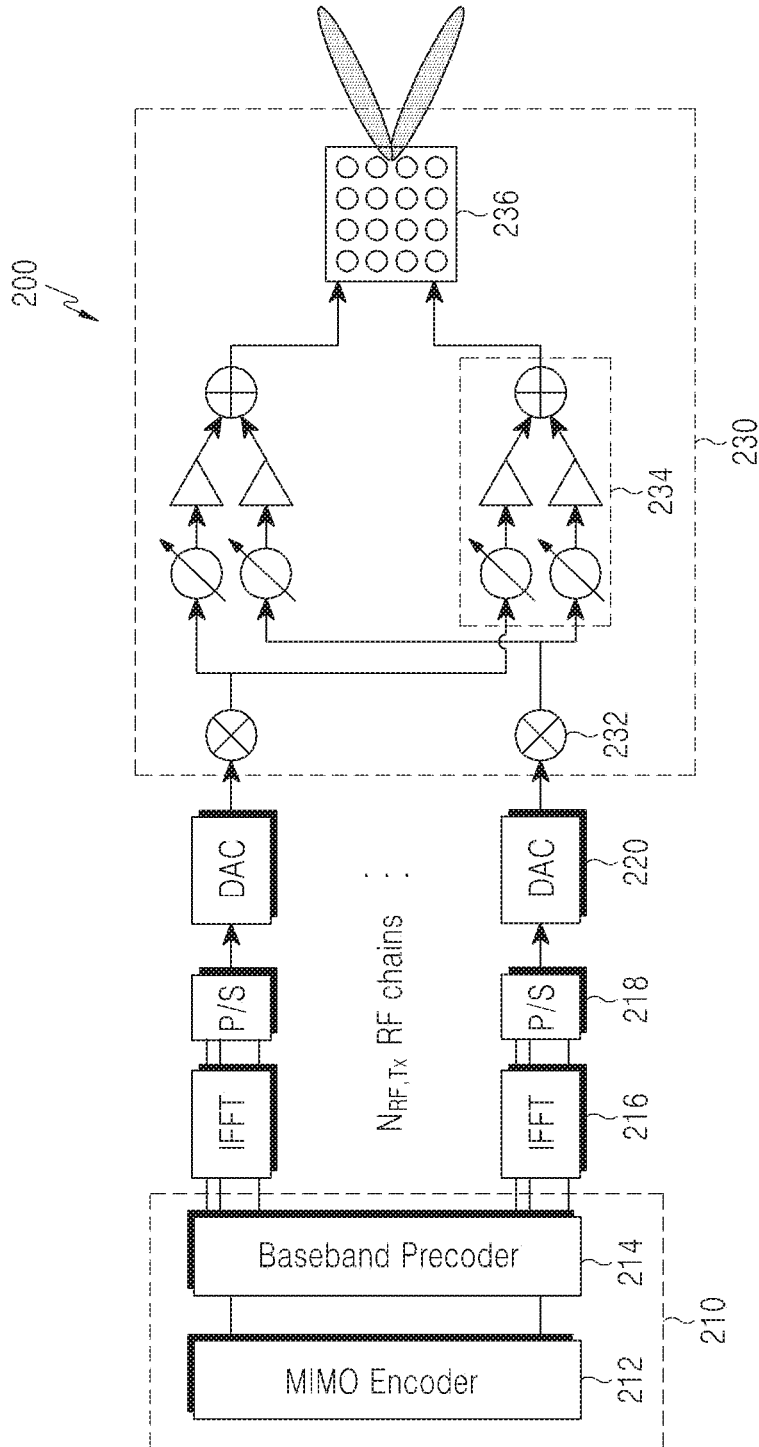 200
MIMO Encoder
212
Baseband Precoder
214
210
IFFT
P/S
DAC
N_RF,Tx RF chains
. . .
IFFT
216
P/S
218
DAC
220
232
234
236
230